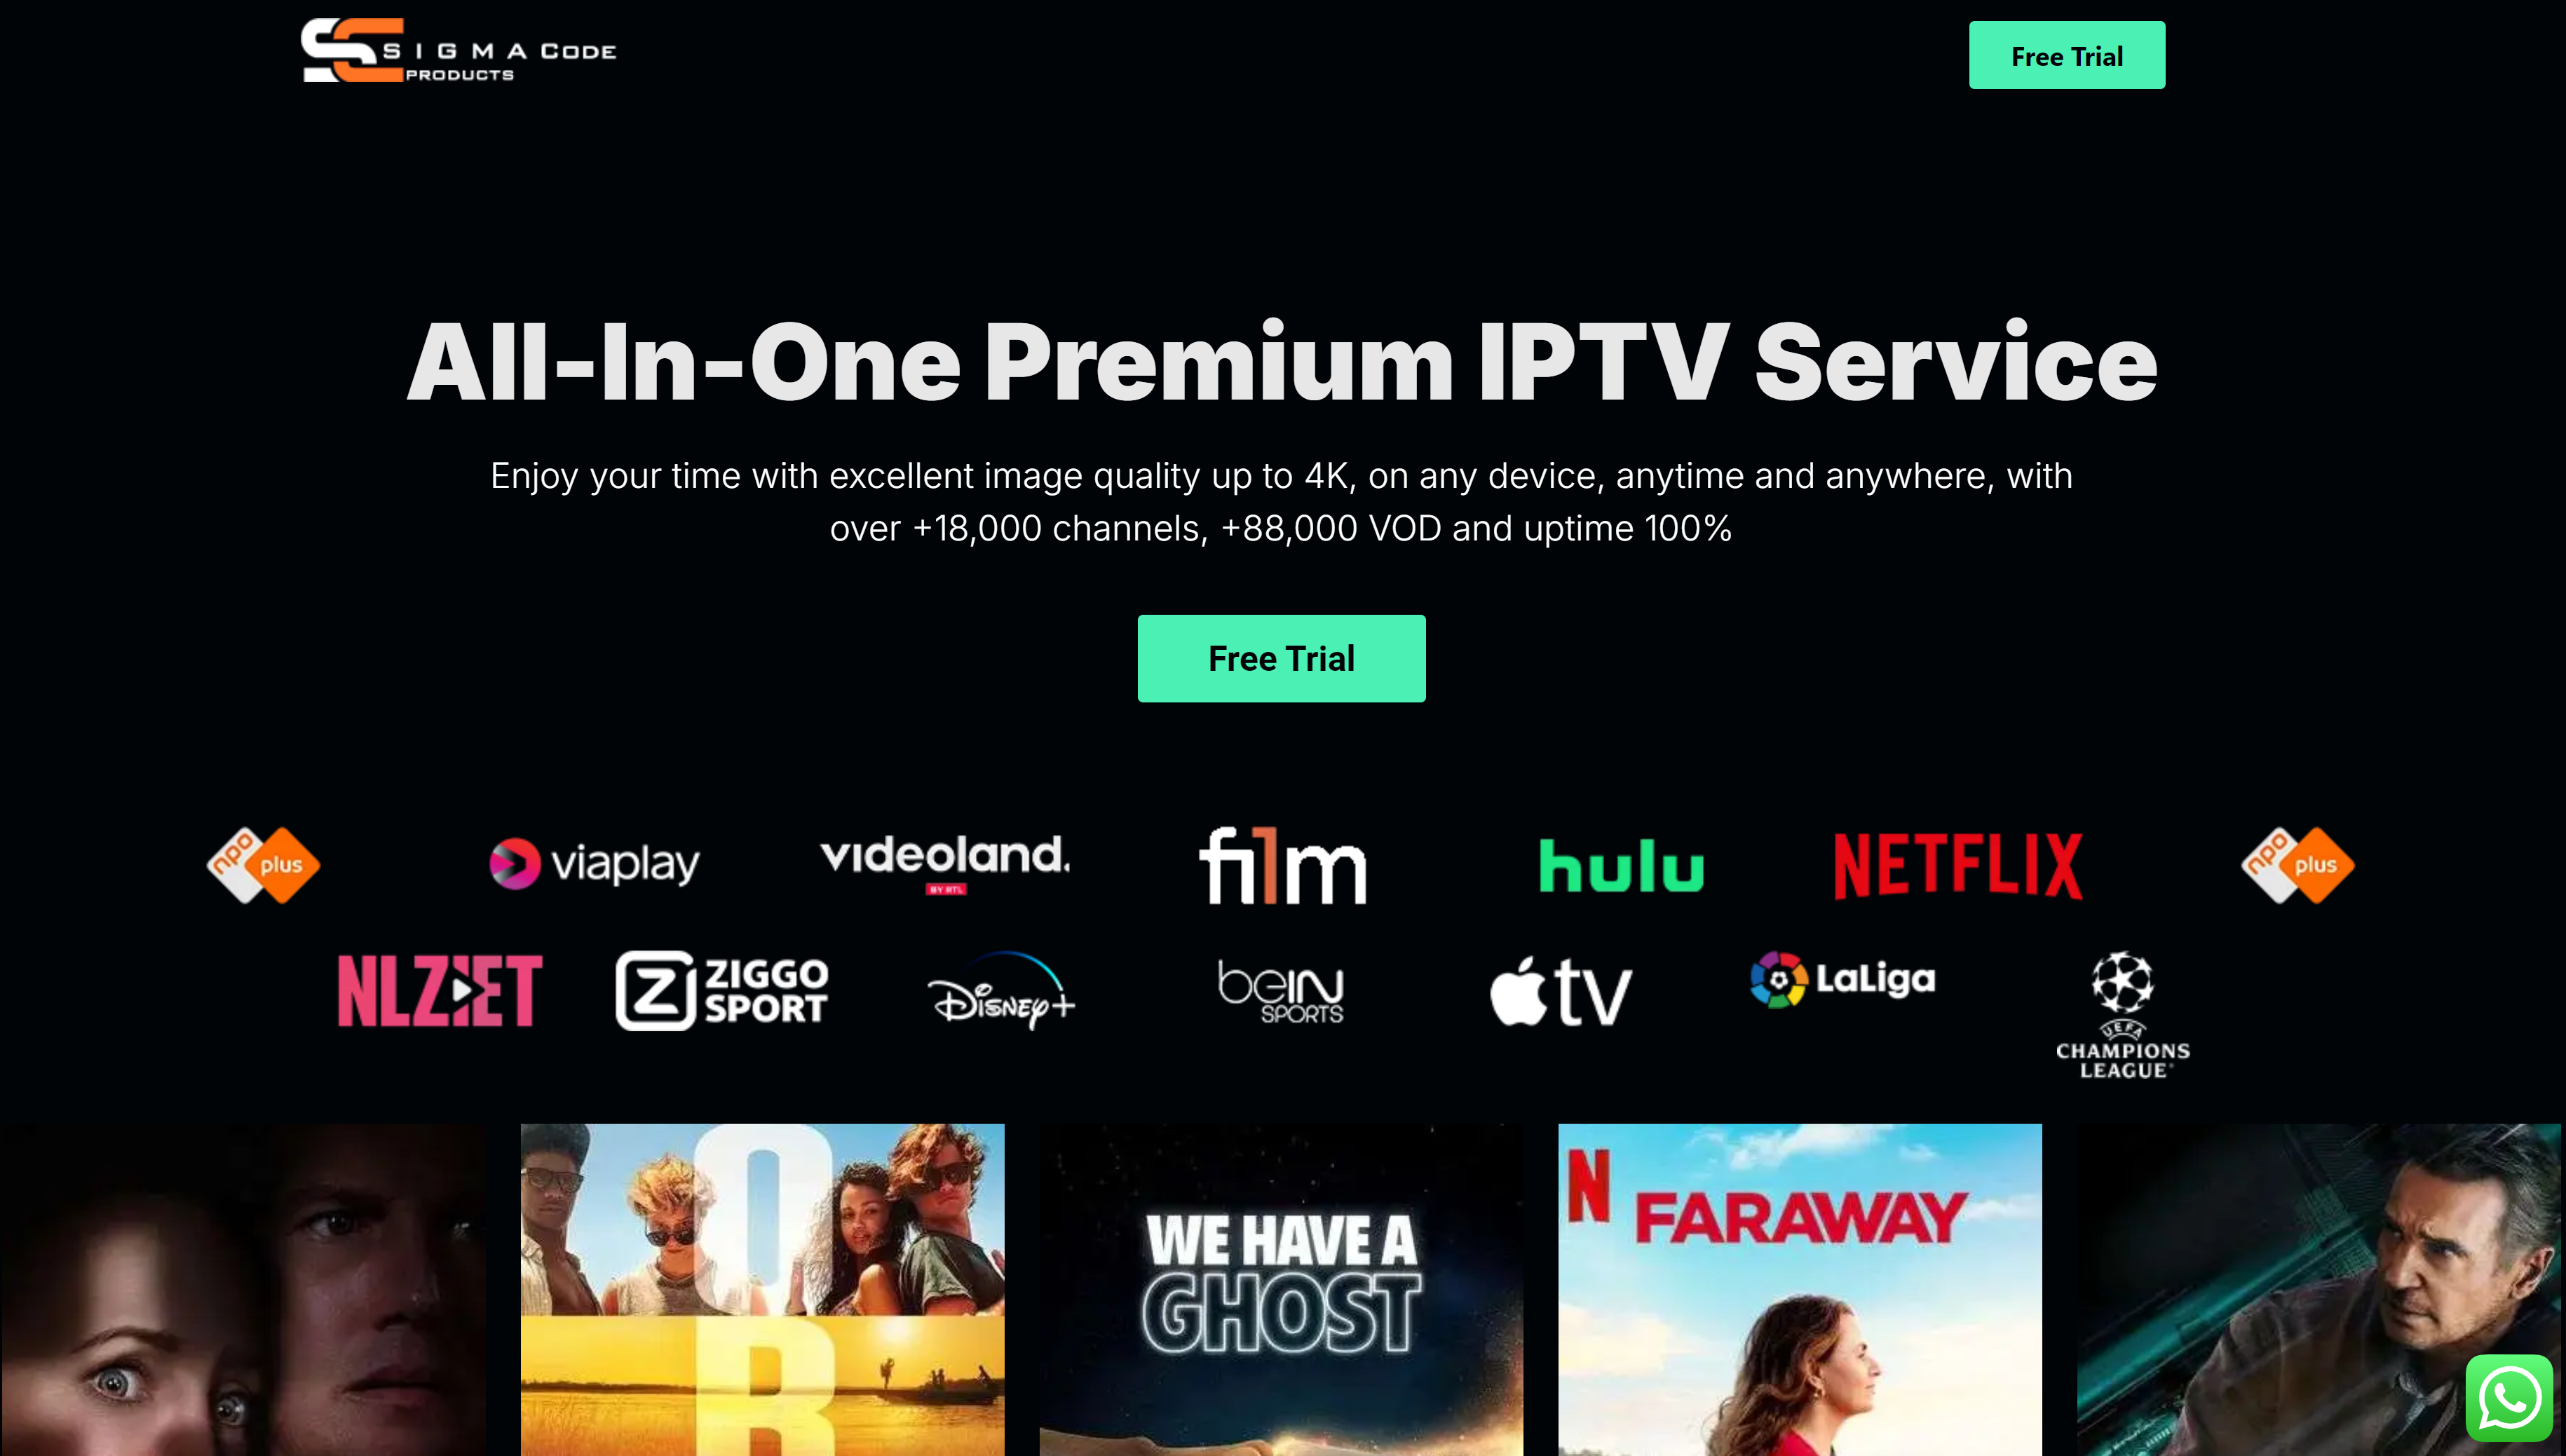 SIGMA CODE
PRODUCTS
Free Trial
All-In-One Premium IPTV Service
Enjoy your time with excellent image quality up to 4K, on any device, anytime and anywhere, with
over +18,000 channels, +88,000 VOD and uptime 100%
Free Trial
npo plus
viaplay
videoland.
BY RTL
film
hulu
NETFLIX
npo plus
NLZIET
Z ZIGGO
SPORT
Disney+
beIN
SPORTS
tv
LaLiga
UEFA
CHAMPIONS
LEAGUE
O
B
WE HAVE A
GHOST
N
FARAWAY